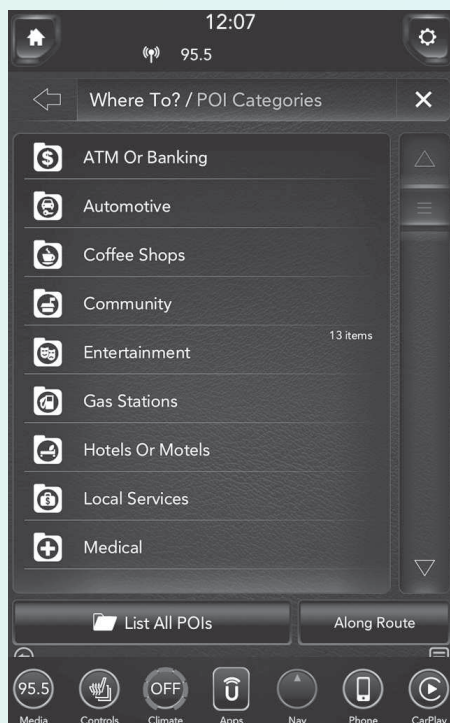 12:07
95.5
Where To? / POI Categories
ATM Or Banking
Automotive
Coffee Shops
Community
13 items
Entertainment
Gas Stations
Hotels Or Motels
Local Services
Medical
List All POIs
Along Route
95.5
OFF
Media Controls Climate Apps Nav Phone CarPlay